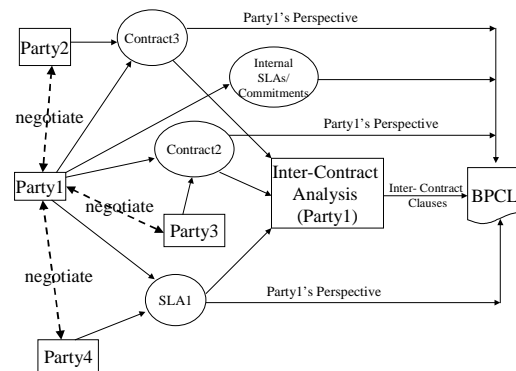 Party1's Perspective
Contract3
Party2
Internal
SLAs/
Commitments
negotiate
Party1's Perspective
Contract2
Inter-Contract
Analysis
(Party1)
Inter- Contract
Clauses
BPCL
Party1
negotiate
Party3
negotiate
Party1's Perspective
SLA1
Party4